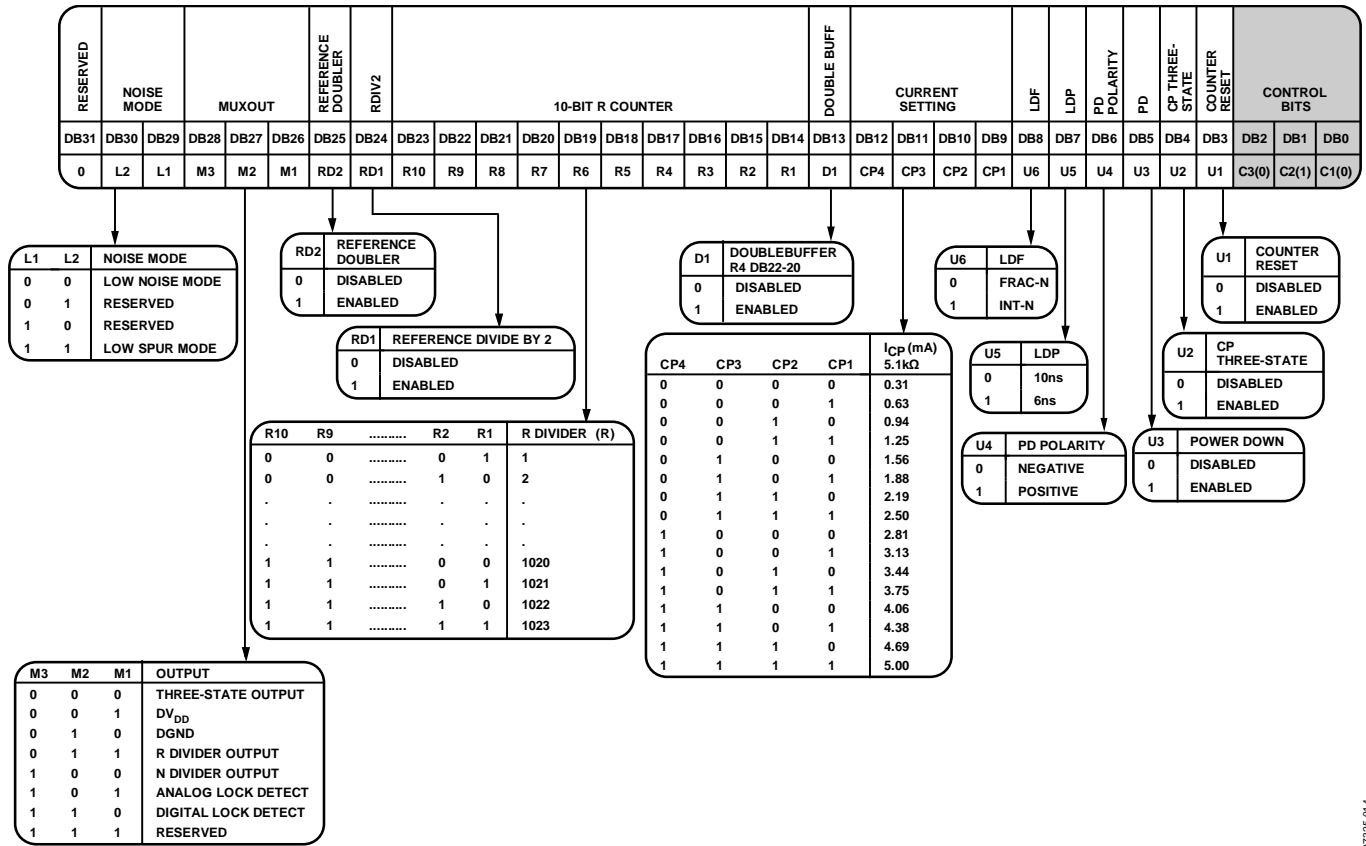 RESERVED
NOISE MODE
MUXOUT
REFERENCE DOUBLER
RDIV2
10-BIT R COUNTER
DOUBLE BUFF
CURRENT SETTING
LDF
LDP
PD POLARITY
PD
CP THREE-STATE
COUNTER RESET
CONTROL BITS
DB31 DB30 DB29 DB28 DB27 DB26 DB25 DB24 DB23 DB22 DB21 DB20 DB19 DB18 DB17 DB16 DB15 DB14 DB13 DB12 DB11 DB10 DB9 DB8 DB7 DB6 DB5 DB4 DB3 DB2 DB1 DB0
0 L2 L1 M3 M2 M1 RD2 RD1 R10 R9 R8 R7 R6 R5 R4 R3 R2 R1 D1 CP4 CP3 CP2 CP1 U6 U5 U4 U3 U2 U1 C3(0) C2(1) C1(0)
L1 L2 NOISE MODE
0 0 LOW NOISE MODE
0 1 RESERVED
1 0 RESERVED
1 1 LOW SPUR MODE
RD2 REFERENCE DOUBLER
0 DISABLED
1 ENABLED
RD1 REFERENCE DIVIDE BY 2
0 DISABLED
1 ENABLED
R10 R9 .......... R2 R1 R DIVIDER (R)
0 0 .......... 0 1 1
0 0 .......... 1 0 2
. . .......... . . .
. . .......... . . .
. . .......... . . .
1 1 .......... 0 0 1020
1 1 .......... 0 1 1021
1 1 .......... 1 0 1022
1 1 .......... 1 1 1023
D1 DOUBLEBUFFER R4 DB22-20
0 DISABLED
1 ENABLED
CP4 CP3 CP2 CP1 ICP (mA) 5.1kΩ
0 0 0 0 0.31
0 0 0 1 0.63
0 0 1 0 0.94
0 0 1 1 1.25
0 1 0 0 1.56
0 1 0 1 1.88
0 1 1 0 2.19
0 1 1 1 2.50
1 0 0 0 2.81
1 0 0 1 3.13
1 0 1 0 3.44
1 0 1 1 3.75
1 1 0 0 4.06
1 1 0 1 4.38
1 1 1 0 4.69
1 1 1 1 5.00
U6 LDF
0 FRAC-N
1 INT-N
U5 LDP
0 10ns
1 6ns
U4 PD POLARITY
0 NEGATIVE
1 POSITIVE
U1 COUNTER RESET
0 DISABLED
1 ENABLED
U2 CP THREE-STATE
0 DISABLED
1 ENABLED
U3 POWER DOWN
0 DISABLED
1 ENABLED
M3 M2 M1 OUTPUT
0 0 0 THREE-STATE OUTPUT
0 0 1 DVDD
0 1 0 DGND
0 1 1 R DIVIDER OUTPUT
1 0 0 N DIVIDER OUTPUT
1 0 1 ANALOG LOCK DETECT
1 1 0 DIGITAL LOCK DETECT
1 1 1 RESERVED